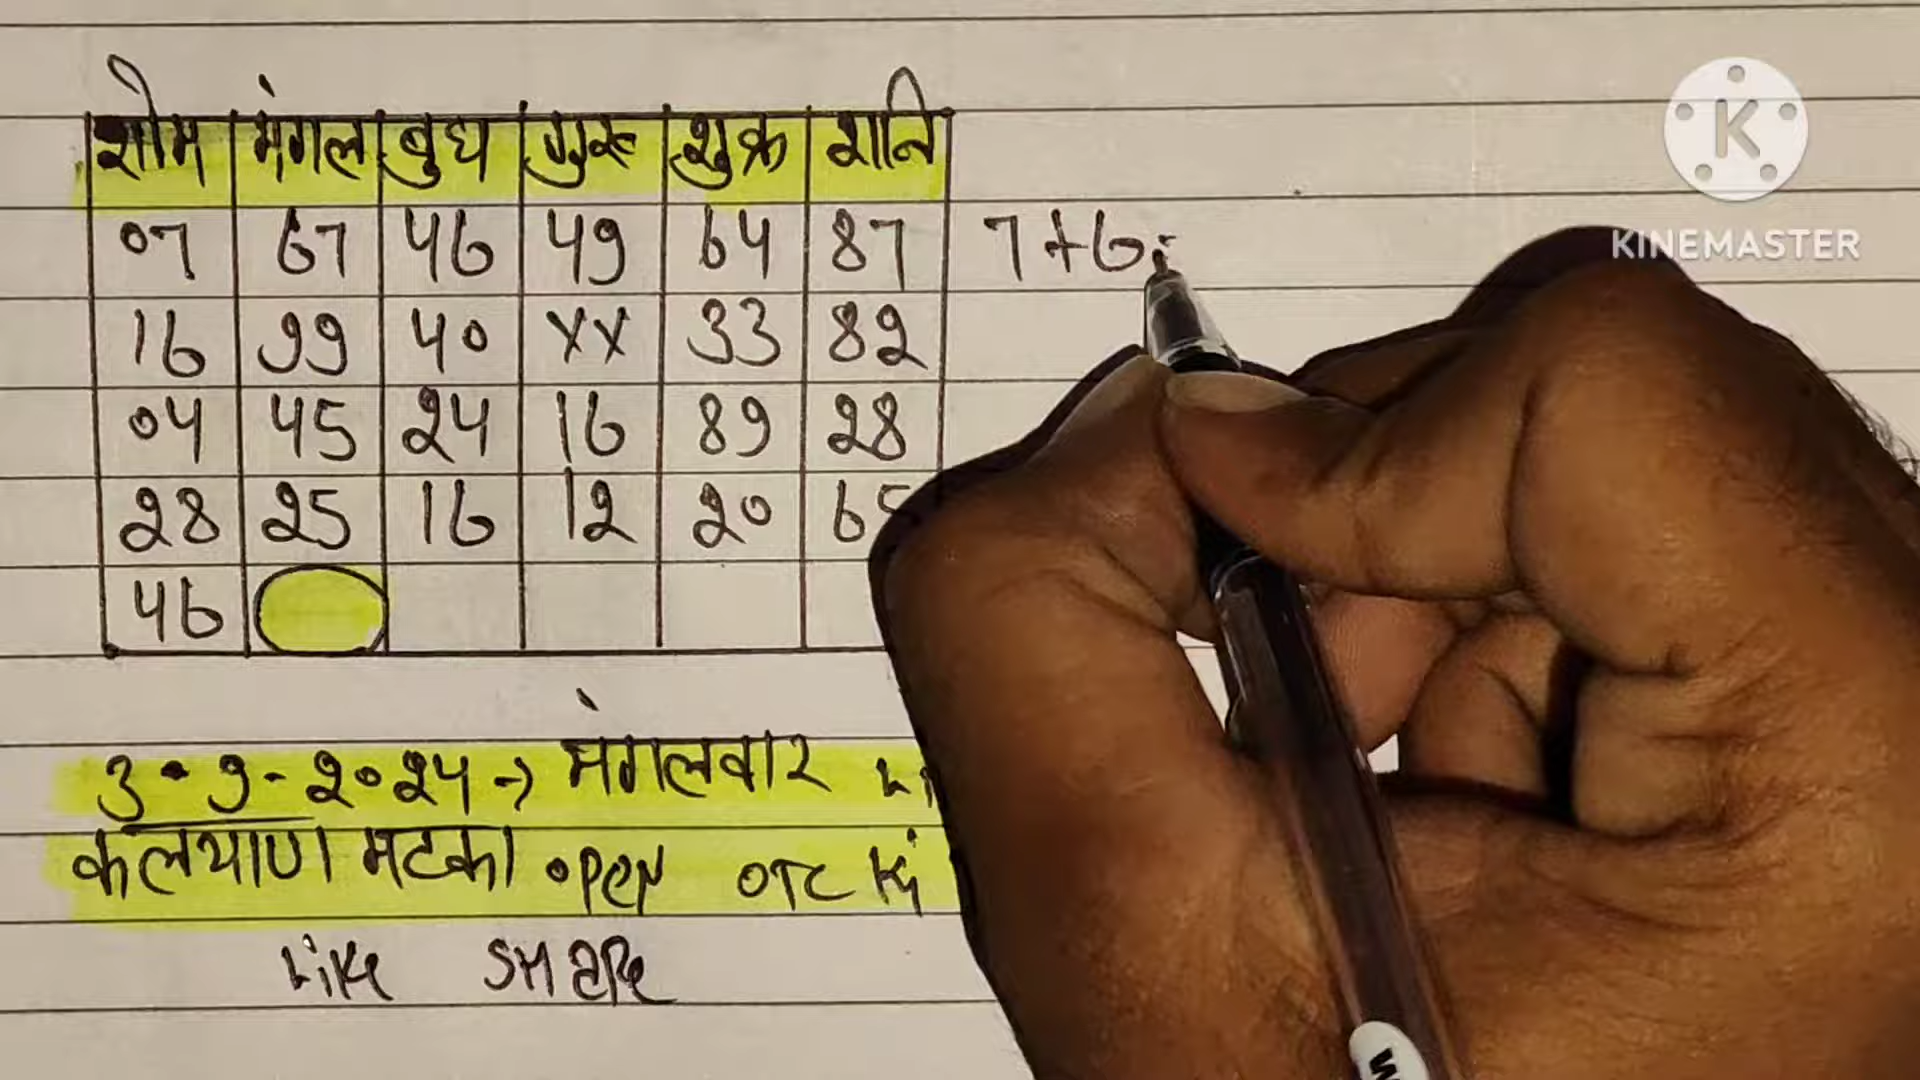 शोम मंगल बुध गुरु शुक्र शनि
07 67 46 49 64 87 7+6
16 99 40 XX 33 82
04 45 24 16 89 28
28 25 16 12 20 65
46
3-9-2024→ मंगलवार
कल्याण मटका OPEN OTC Ki
Like SHARE
K
KINEMASTER